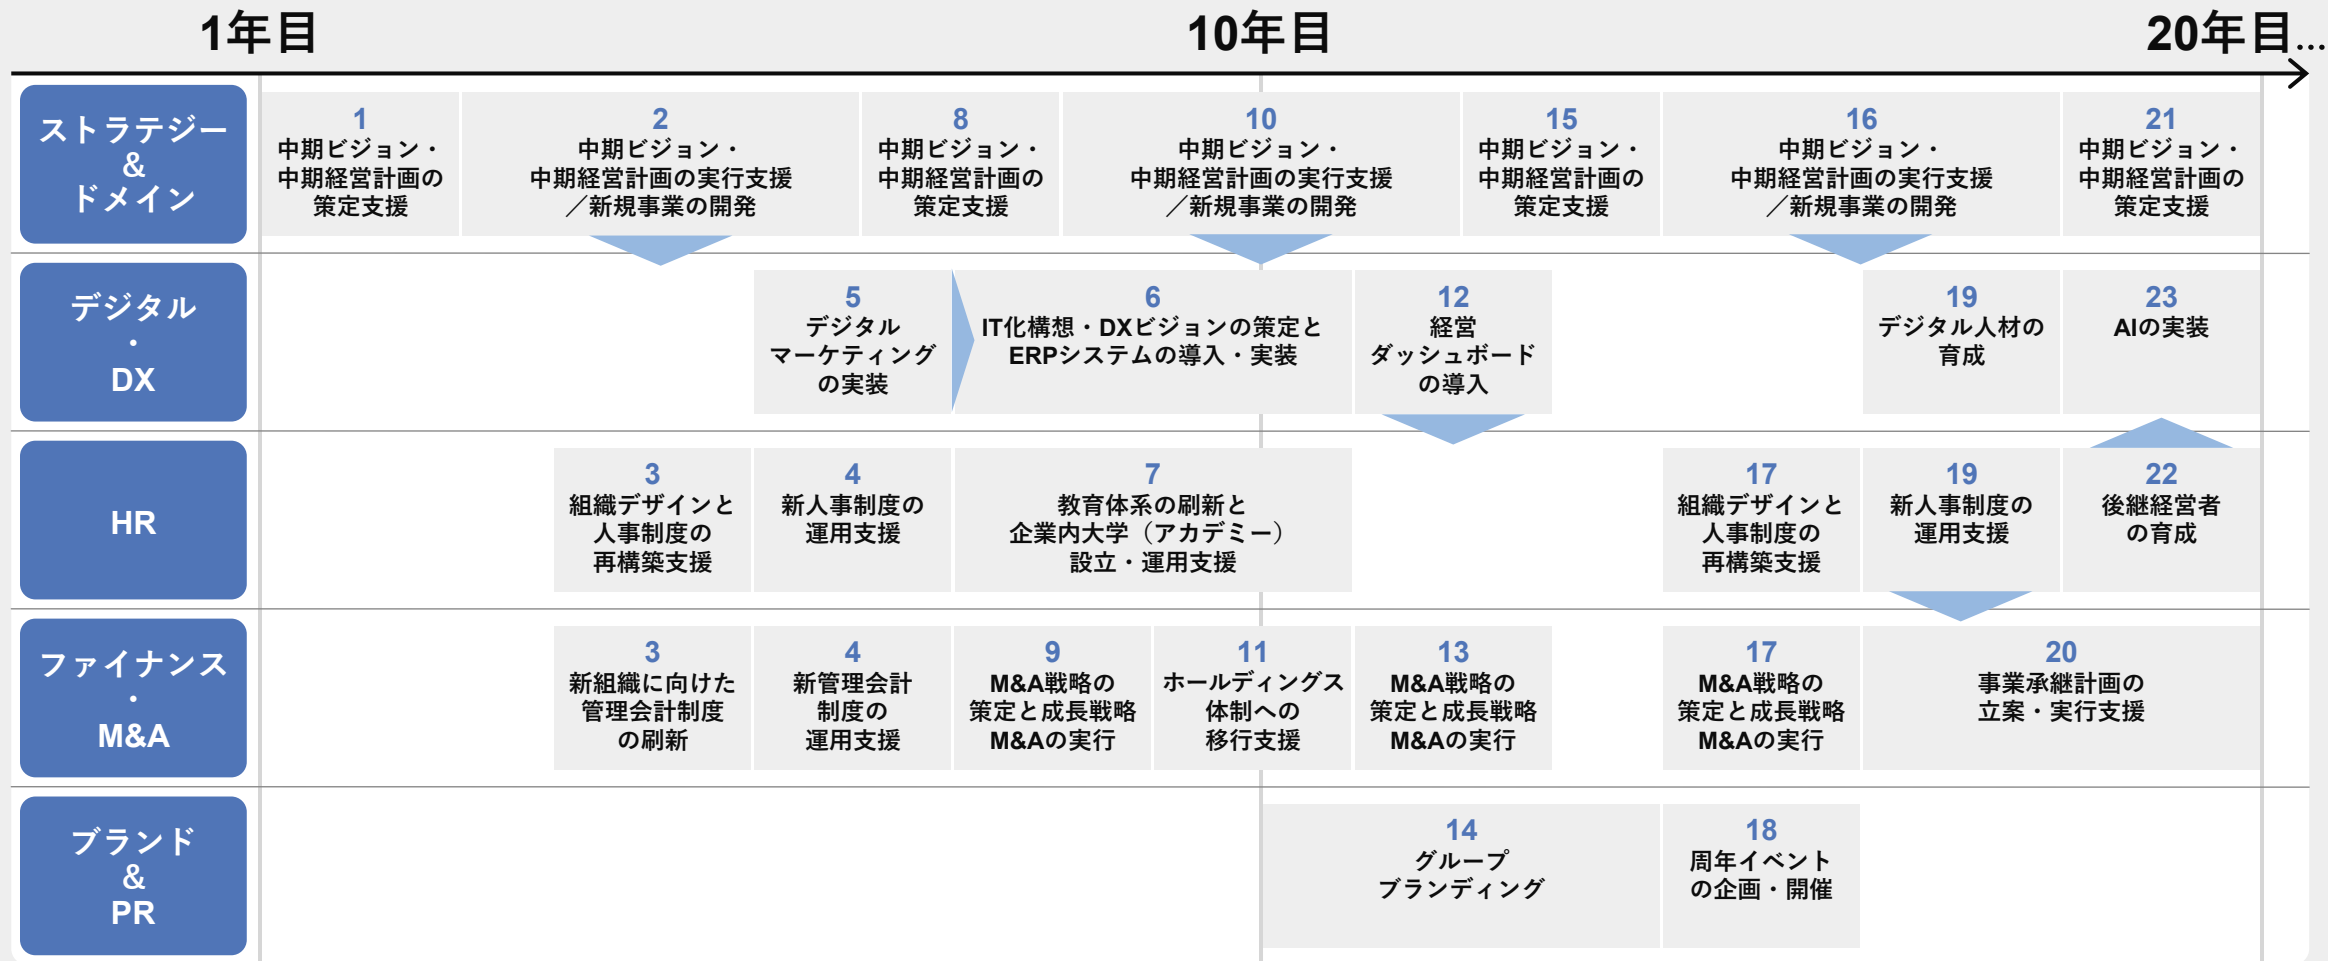 1年目
10年目
20年目...
ストラテジー
&
ドメイン
1
中期ビジョン・
中期経営計画の
策定支援
2
中期ビジョン・
中期経営計画の実行支援
／新規事業の開発
8
中期ビジョン・
中期経営計画の
策定支援
10
中期ビジョン・
中期経営計画の実行支援
／新規事業の開発
15
中期ビジョン・
中期経営計画の
策定支援
16
中期ビジョン・
中期経営計画の実行支援
／新規事業の開発
21
中期ビジョン・
中期経営計画の
策定支援
デジタル
・
DX
5
デジタル
マーケティング
の実装
6
IT化構想・DXビジョンの策定と
ERPシステムの導入・実装
12
経営
ダッシュボード
の導入
19
デジタル人材の
育成
23
AIの実装
HR
3
組織デザインと
人事制度の
再構築支援
4
新人事制度の
運用支援
7
教育体系の刷新と
企業内大学（アカデミー）
設立・運用支援
17
組織デザインと
人事制度の
再構築支援
19
新人事制度の
運用支援
22
後継経営者
の育成
ファイナンス
・
M&A
3
新組織に向けた
管理会計制度
の刷新
4
新管理会計
制度の
運用支援
9
M&A戦略の
策定と成長戦略
M&Aの実行
11
ホールディングス
体制への
移行支援
13
M&A戦略の
策定と成長戦略
M&Aの実行
17
M&A戦略の
策定と成長戦略
M&Aの実行
20
事業承継計画の
立案・実行支援
ブランド
&
PR
14
グループ
ブランディング
18
周年イベント
の企画・開催